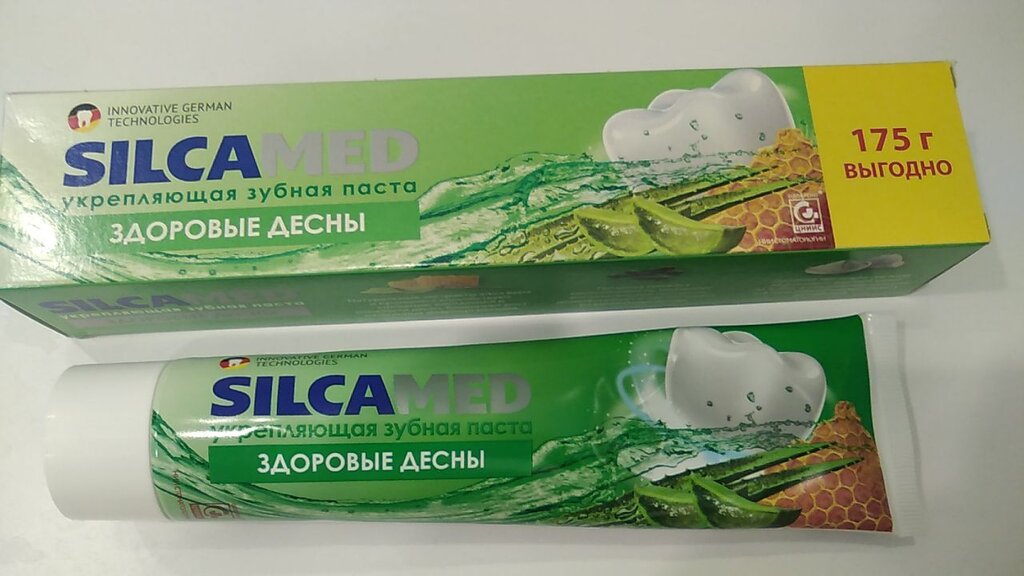 INNOVATIVE GERMAN
TECHNOLOGIES
SILCAMED
укрепляющая зубная паста
ЗДОРОВЫЕ ДЕСНЫ
175 г
ВЫГОДНО
ЦНИИС
SILCAMED
укрепляющая зубная паста
INNOVATIVE GERMAN
TECHNOLOGIES
SILCAMED
укрепляющая зубная паста
ЗДОРОВЫЕ ДЕСНЫ